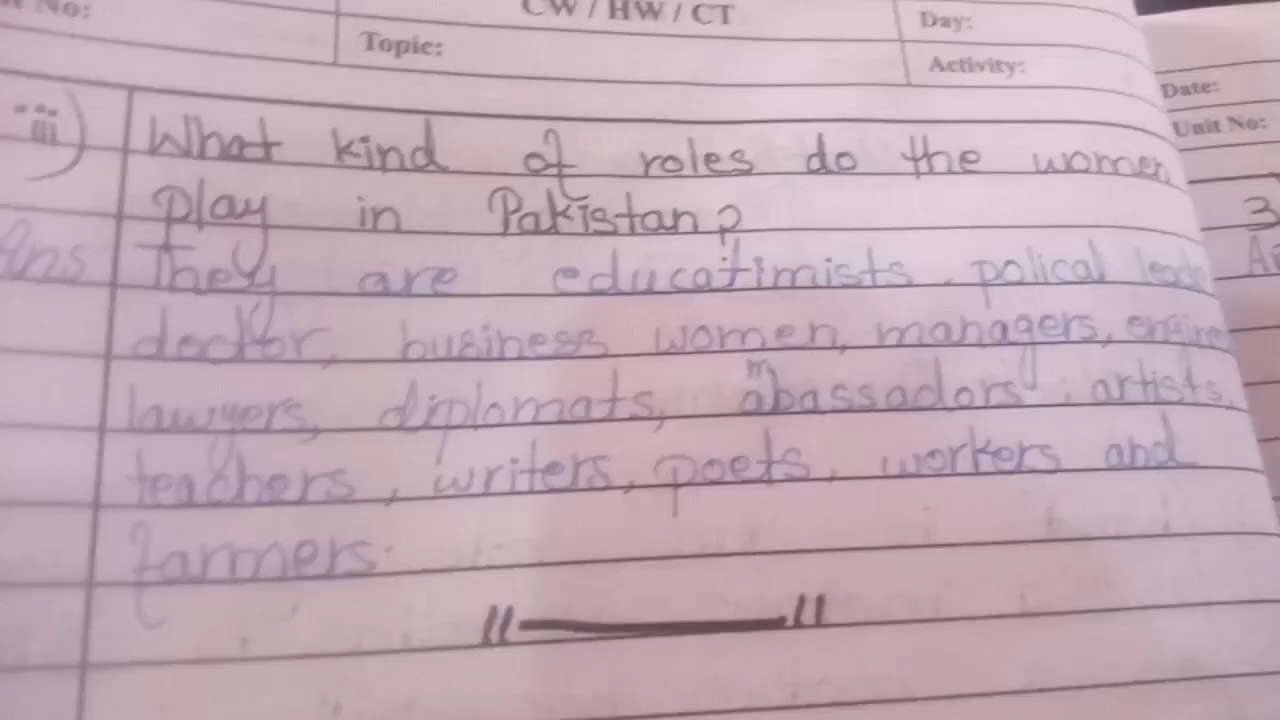 No:
CW / HW / CT
Day:
Topic:
Activity:
Date:
Unit No:
iii) What kind of roles do the women
play in Pakistan?
Ans They are educatimists, polical
doctor, business women, managers,
lawyers, diplomats, ambassadors, artists,
teachers, writers, poets, workers and
farmers.
3